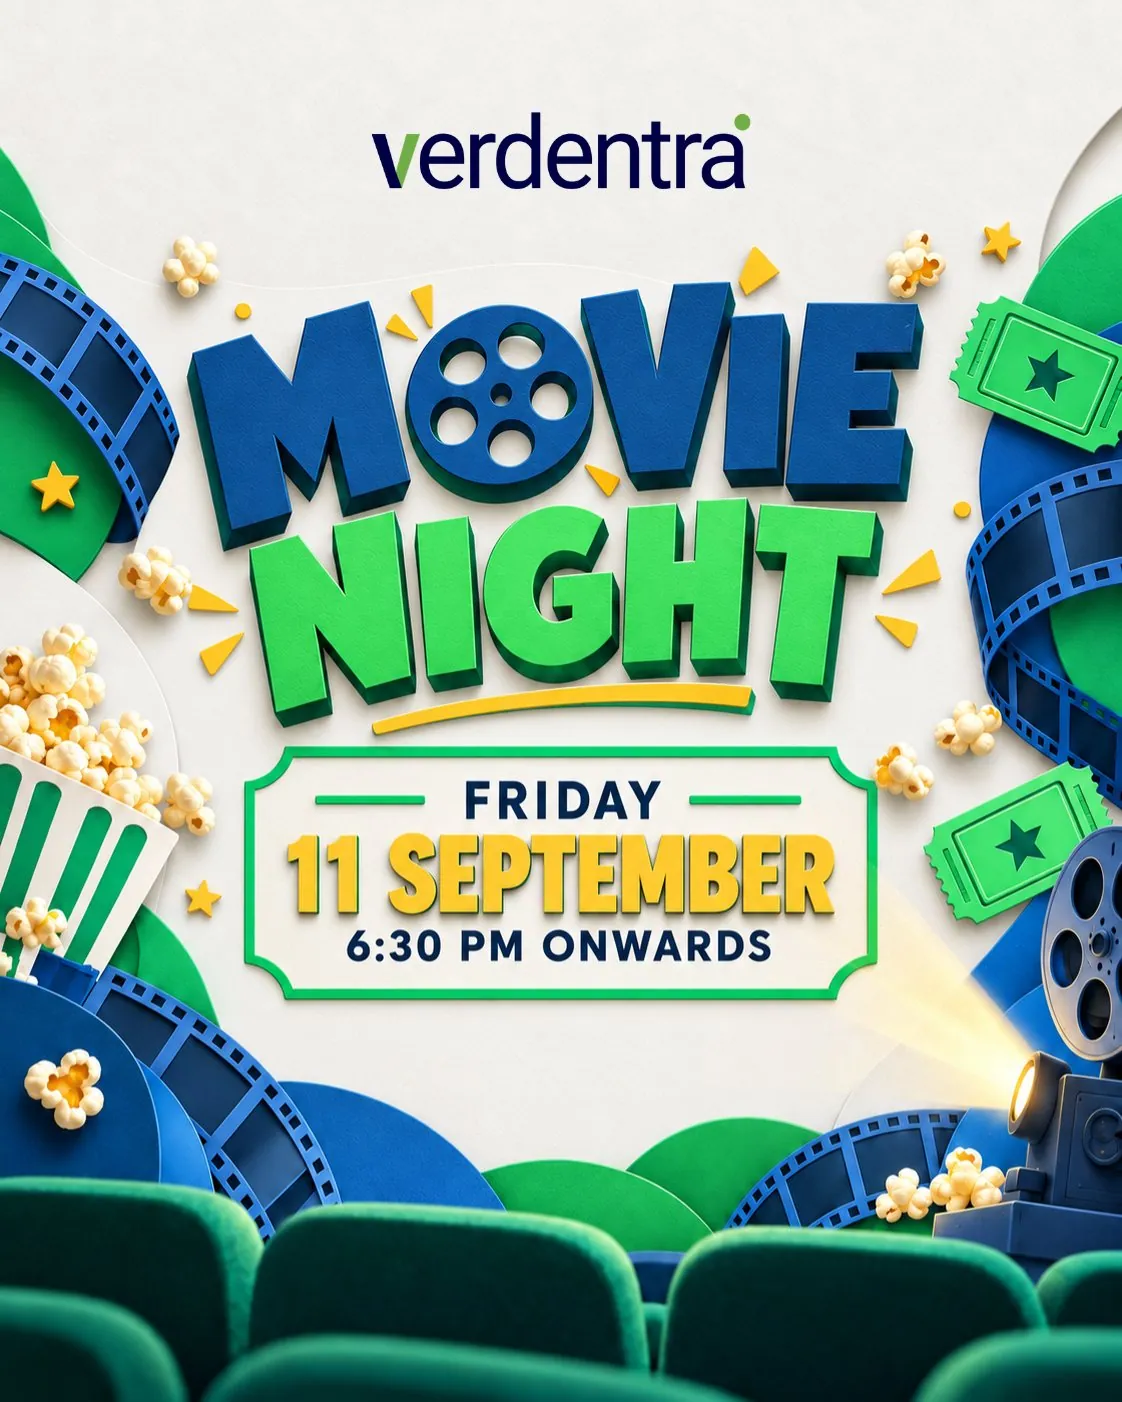 verdentra
MOVIE
NIGHT
FRIDAY
11 SEPTEMBER
6:30 PM ONWARDS